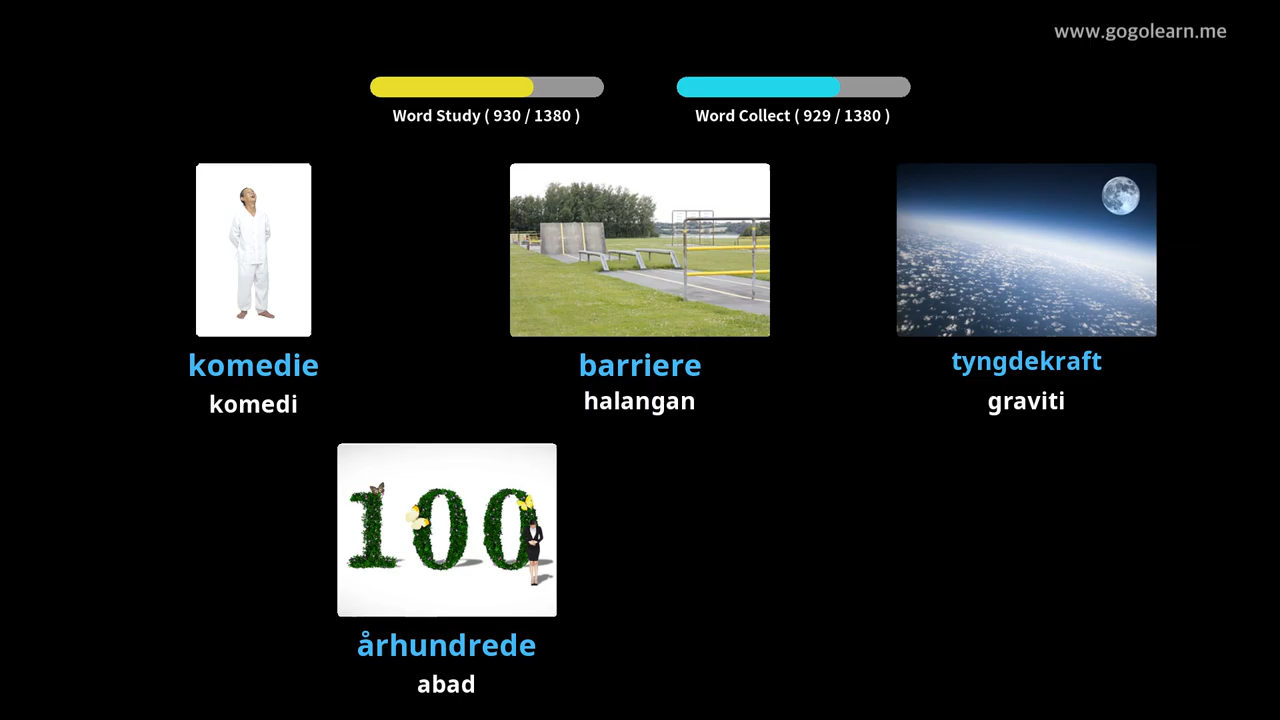 www.gogolearn.me
Word Study ( 930 / 1380 )
Word Collect ( 929 / 1380 )
komedie
komedi
barriere
halangan
tyngdekraft
graviti
100
århundrede
abad